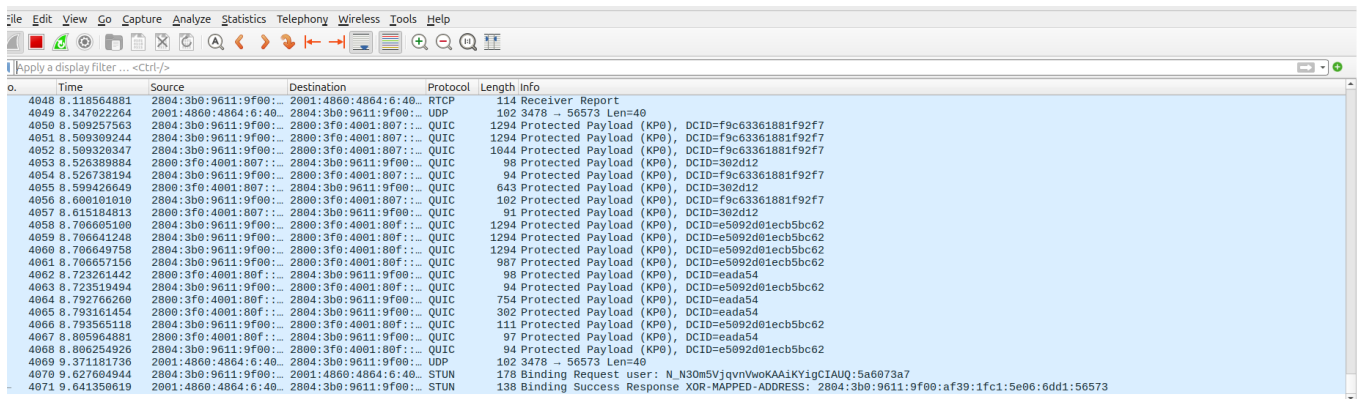 File Edit View Go Capture Analyze Statistics Telephony Wireless Tools Help
Apply a display filter … <Ctrl-/>
o. Time Source Destination Protocol Length Info
4048 8.118564881 2804:3b0:9611:9f00:… 2001:4860:4864:6:40… RTCP 114 Receiver Report
4049 8.347022264 2001:4860:4864:6:40… 2804:3b0:9611:9f00:… UDP 102 3478 → 56573 Len=40
4050 8.509257563 2804:3b0:9611:9f00:… 2800:3f0:4001:807::… QUIC 1294 Protected Payload (KP0), DCID=f9c63361881f92f7
4051 8.509309244 2804:3b0:9611:9f00:… 2800:3f0:4001:807::… QUIC 1294 Protected Payload (KP0), DCID=f9c63361881f92f7
4052 8.509320347 2804:3b0:9611:9f00:… 2800:3f0:4001:807::… QUIC 1044 Protected Payload (KP0), DCID=f9c63361881f92f7
4053 8.526389884 2800:3f0:4001:807::… 2804:3b0:9611:9f00:… QUIC 98 Protected Payload (KP0), DCID=302d12
4054 8.526738194 2804:3b0:9611:9f00:… 2800:3f0:4001:807::… QUIC 94 Protected Payload (KP0), DCID=f9c63361881f92f7
4055 8.599426649 2800:3f0:4001:807::… 2804:3b0:9611:9f00:… QUIC 643 Protected Payload (KP0), DCID=302d12
4056 8.600101010 2804:3b0:9611:9f00:… 2800:3f0:4001:807::… QUIC 102 Protected Payload (KP0), DCID=f9c63361881f92f7
4057 8.615184813 2800:3f0:4001:807::… 2804:3b0:9611:9f00:… QUIC 91 Protected Payload (KP0), DCID=302d12
4058 8.706605100 2804:3b0:9611:9f00:… 2800:3f0:4001:80f::… QUIC 1294 Protected Payload (KP0), DCID=e5092d01ecb5bc62
4059 8.706641248 2804:3b0:9611:9f00:… 2800:3f0:4001:80f::… QUIC 1294 Protected Payload (KP0), DCID=e5092d01ecb5bc62
4060 8.706649758 2804:3b0:9611:9f00:… 2800:3f0:4001:80f::… QUIC 1294 Protected Payload (KP0), DCID=e5092d01ecb5bc62
4061 8.706657156 2804:3b0:9611:9f00:… 2800:3f0:4001:80f::… QUIC 987 Protected Payload (KP0), DCID=e5092d01ecb5bc62
4062 8.723261442 2800:3f0:4001:80f::… 2804:3b0:9611:9f00:… QUIC 98 Protected Payload (KP0), DCID=eada54
4063 8.723519494 2804:3b0:9611:9f00:… 2800:3f0:4001:80f::… QUIC 94 Protected Payload (KP0), DCID=e5092d01ecb5bc62
4064 8.792766260 2800:3f0:4001:80f::… 2804:3b0:9611:9f00:… QUIC 754 Protected Payload (KP0), DCID=eada54
4065 8.793161454 2800:3f0:4001:80f::… 2804:3b0:9611:9f00:… QUIC 302 Protected Payload (KP0), DCID=eada54
4066 8.793565118 2804:3b0:9611:9f00:… 2800:3f0:4001:80f::… QUIC 111 Protected Payload (KP0), DCID=e5092d01ecb5bc62
4067 8.805964881 2800:3f0:4001:80f::… 2804:3b0:9611:9f00:… QUIC 97 Protected Payload (KP0), DCID=eada54
4068 8.806254926 2804:3b0:9611:9f00:… 2800:3f0:4001:80f::… QUIC 94 Protected Payload (KP0), DCID=e5092d01ecb5bc62
4069 9.371181736 2001:4860:4864:6:40… 2804:3b0:9611:9f00:… UDP 102 3478 → 56573 Len=40
4070 9.627604944 2804:3b0:9611:9f00:… 2001:4860:4864:6:40… STUN 178 Binding Request user: N_N3Om5VjqvnVwoKAAiKYigCIAUQ:5a6073a7
4071 9.641350619 2001:4860:4864:6:40… 2804:3b0:9611:9f00:… STUN 138 Binding Success Response XOR-MAPPED-ADDRESS: 2804:3b0:9611:9f00:af39:1fc1:5e06:6dd1:56573